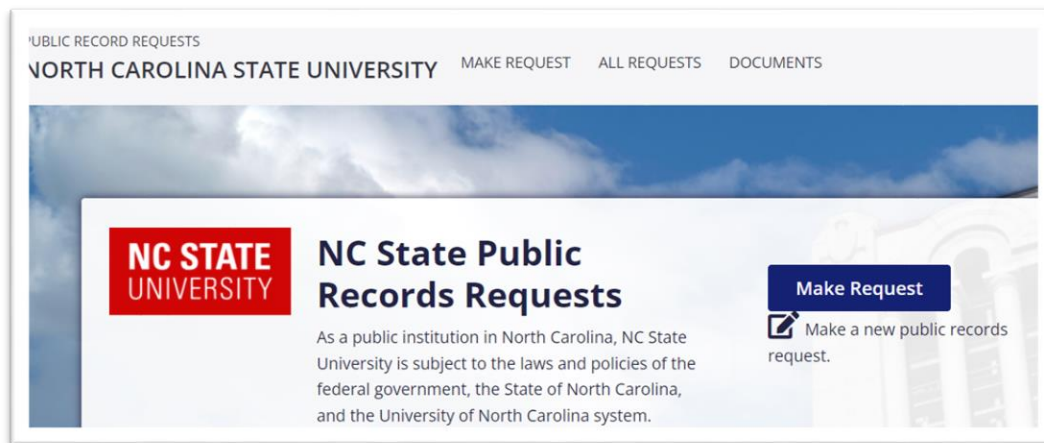 PUBLIC RECORD REQUESTS
NORTH CAROLINA STATE UNIVERSITY
MAKE REQUEST ALL REQUESTS DOCUMENTS
NC STATE
UNIVERSITY
NC State Public
Records Requests
As a public institution in North Carolina, NC State
University is subject to the laws and policies of the
federal government, the State of North Carolina,
and the University of North Carolina system.
Make Request
Make a new public records
request.